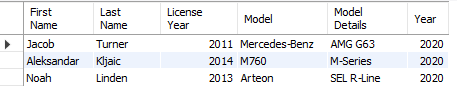 First Name Last Name License Year Model Model Details Year
Jacob Turner 2011 Mercedes-Benz AMG G63 2020
Aleksandar Kljaic 2014 M760 M-Series 2020
Noah Linden 2013 Arteon SEL R-Line 2020